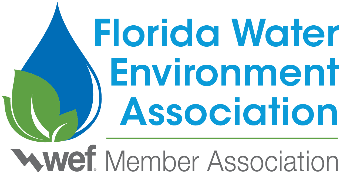 Florida Water
Environment
Association
wef Member Association